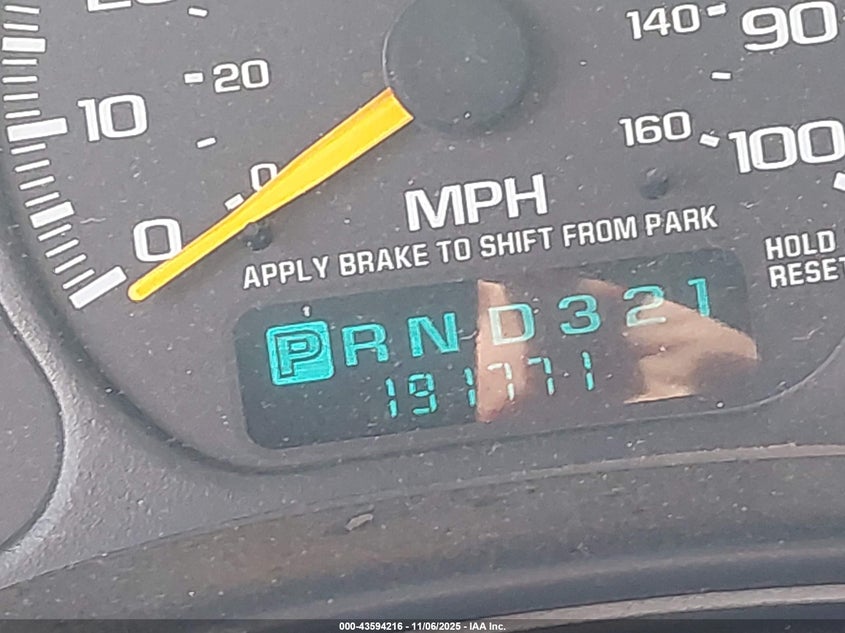 140 90
20
10
160 100
0
0
MPH
APPLY BRAKE TO SHIFT FROM PARK
HOLD
RESET
P R N D 3 2 1
191771
000-43594216 - 11/06/2025 - IAA Inc.